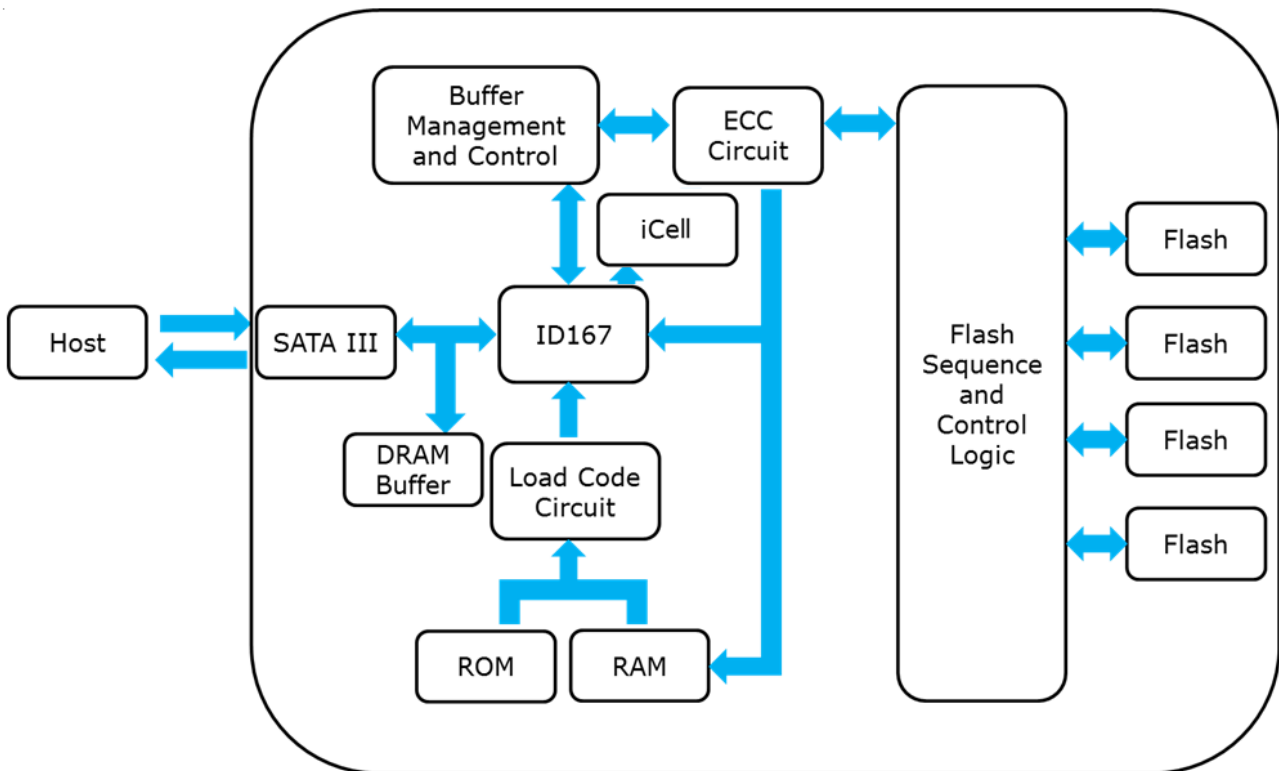 Buffer
Management
and Control
ECC
Circuit
iCell
Flash
Host
SATA III
ID167
Flash
Sequence
and
Control
Logic
Flash
DRAM
Buffer
Load Code
Circuit
Flash
ROM
RAM
Flash